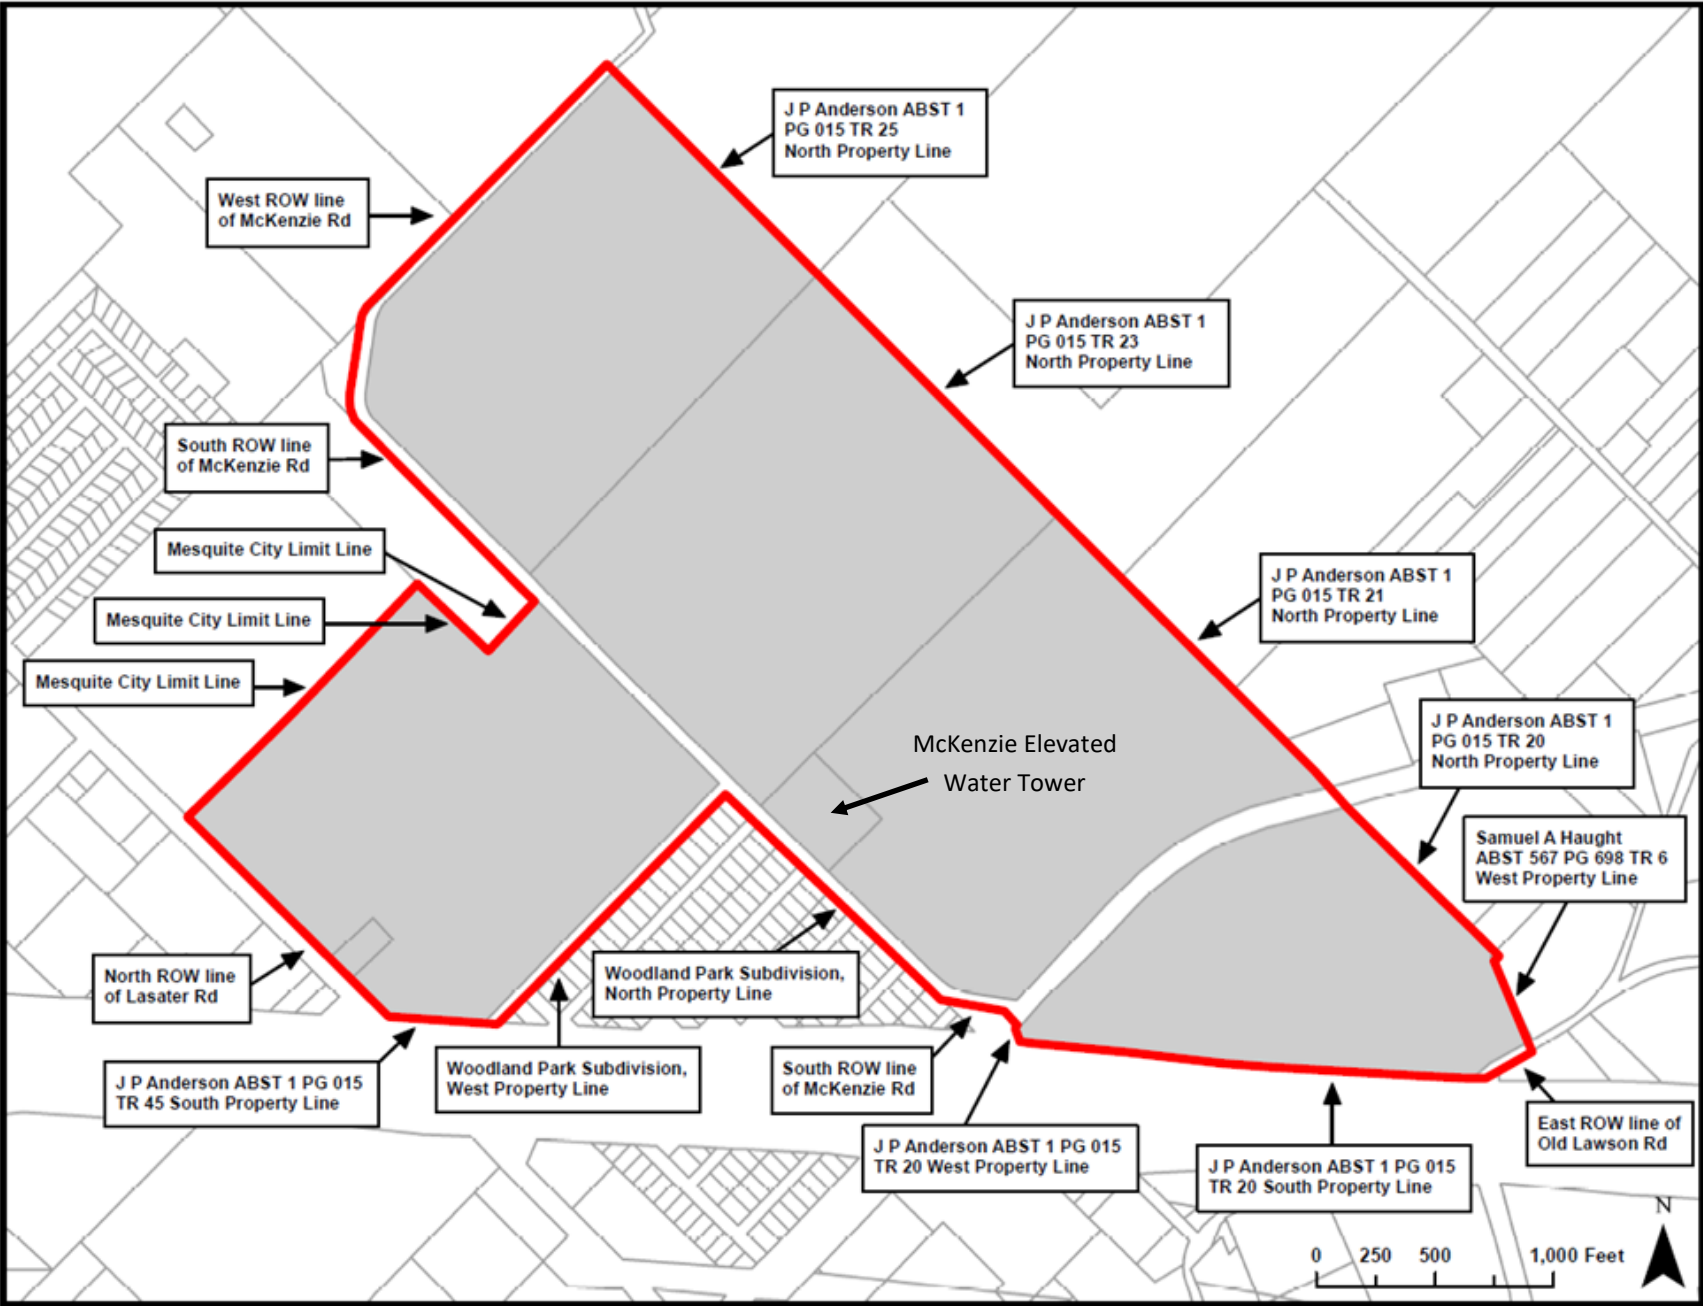 J P Anderson ABST 1
PG 015 TR 25
North Property Line
West ROW line
of McKenzie Rd
J P Anderson ABST 1
PG 015 TR 23
North Property Line
South ROW line
of McKenzie Rd
Mesquite City Limit Line
Mesquite City Limit Line
Mesquite City Limit Line
J P Anderson ABST 1
PG 015 TR 21
North Property Line
McKenzie Elevated
Water Tower
J P Anderson ABST 1
PG 015 TR 20
North Property Line
Samuel A Haught
ABST 567 PG 698 TR 6
West Property Line
North ROW line
of Lasater Rd
Woodland Park Subdivision,
North Property Line
J P Anderson ABST 1 PG 015
TR 45 South Property Line
Woodland Park Subdivision,
West Property Line
South ROW line
of McKenzie Rd
J P Anderson ABST 1 PG 015
TR 20 West Property Line
J P Anderson ABST 1 PG 015
TR 20 South Property Line
East ROW line of
Old Lawson Rd
N
0 250 500 1,000 Feet